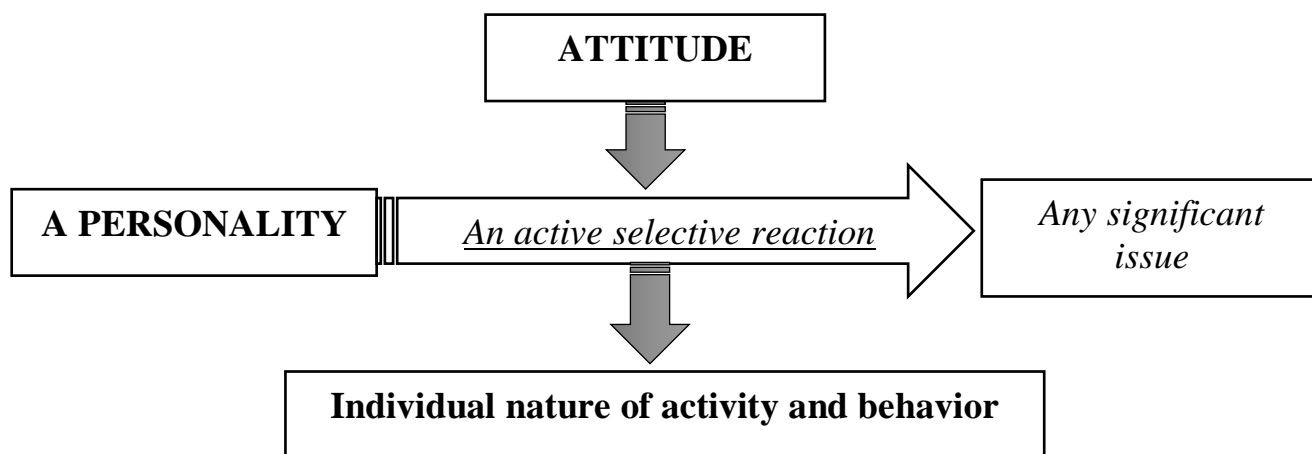 ATTITUDE
A PERSONALITY
An active selective reaction
Any significant
issue
Individual nature of activity and behavior